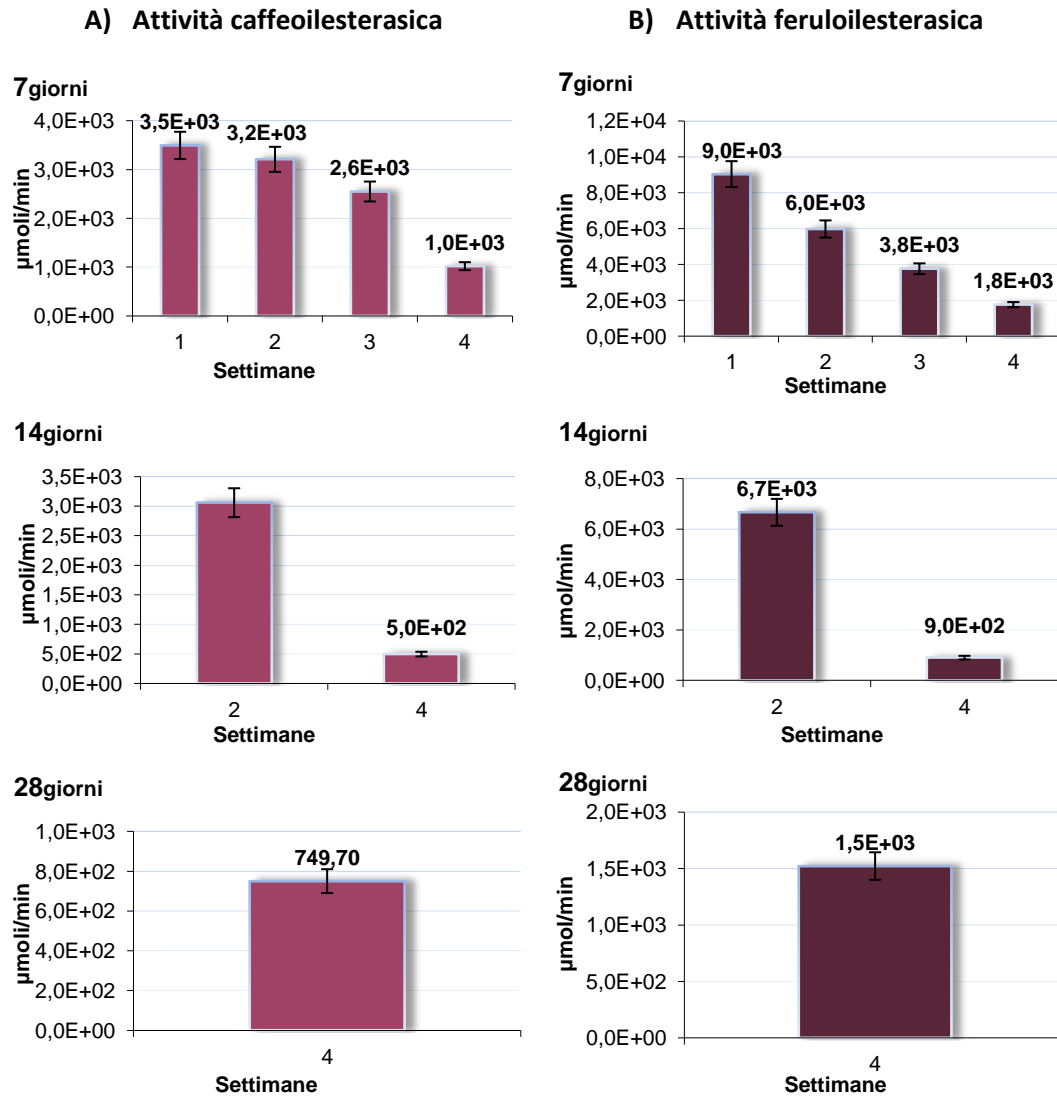 A) Attività caffeoilesterasica
7giorni
4,0E+03
3,0E+03
2,0E+03
1,0E+03
0,0E+00
µmoli/min
3,5E+03
3,2E+03
2,6E+03
1,0E+03
1 2 3 4
Settimane
14giorni
3,5E+03
3,0E+03
2,5E+03
2,0E+03
1,5E+03
1,0E+03
5,0E+02
0,0E+00
µmoli/min
5,0E+02
2 4
Settimane
28giorni
1,0E+03
8,0E+02
6,0E+02
4,0E+02
2,0E+02
0,0E+00
µmoli/min
749,70
4
Settimane
B) Attività feruloilesterasica
7giorni
1,2E+04
1,0E+04
8,0E+03
6,0E+03
4,0E+03
2,0E+03
0,0E+00
µmol/min
9,0E+03
6,0E+03
3,8E+03
1,8E+03
1 2 3 4
Settimane
14giorni
8,0E+03
6,0E+03
4,0E+03
2,0E+03
0,0E+00
µmol/min
6,7E+03
9,0E+02
2 4
Settimane
28giorni
2,0E+03
1,5E+03
1,0E+03
5,0E+02
0,0E+00
µmol/min
1,5E+03
4
Settimane